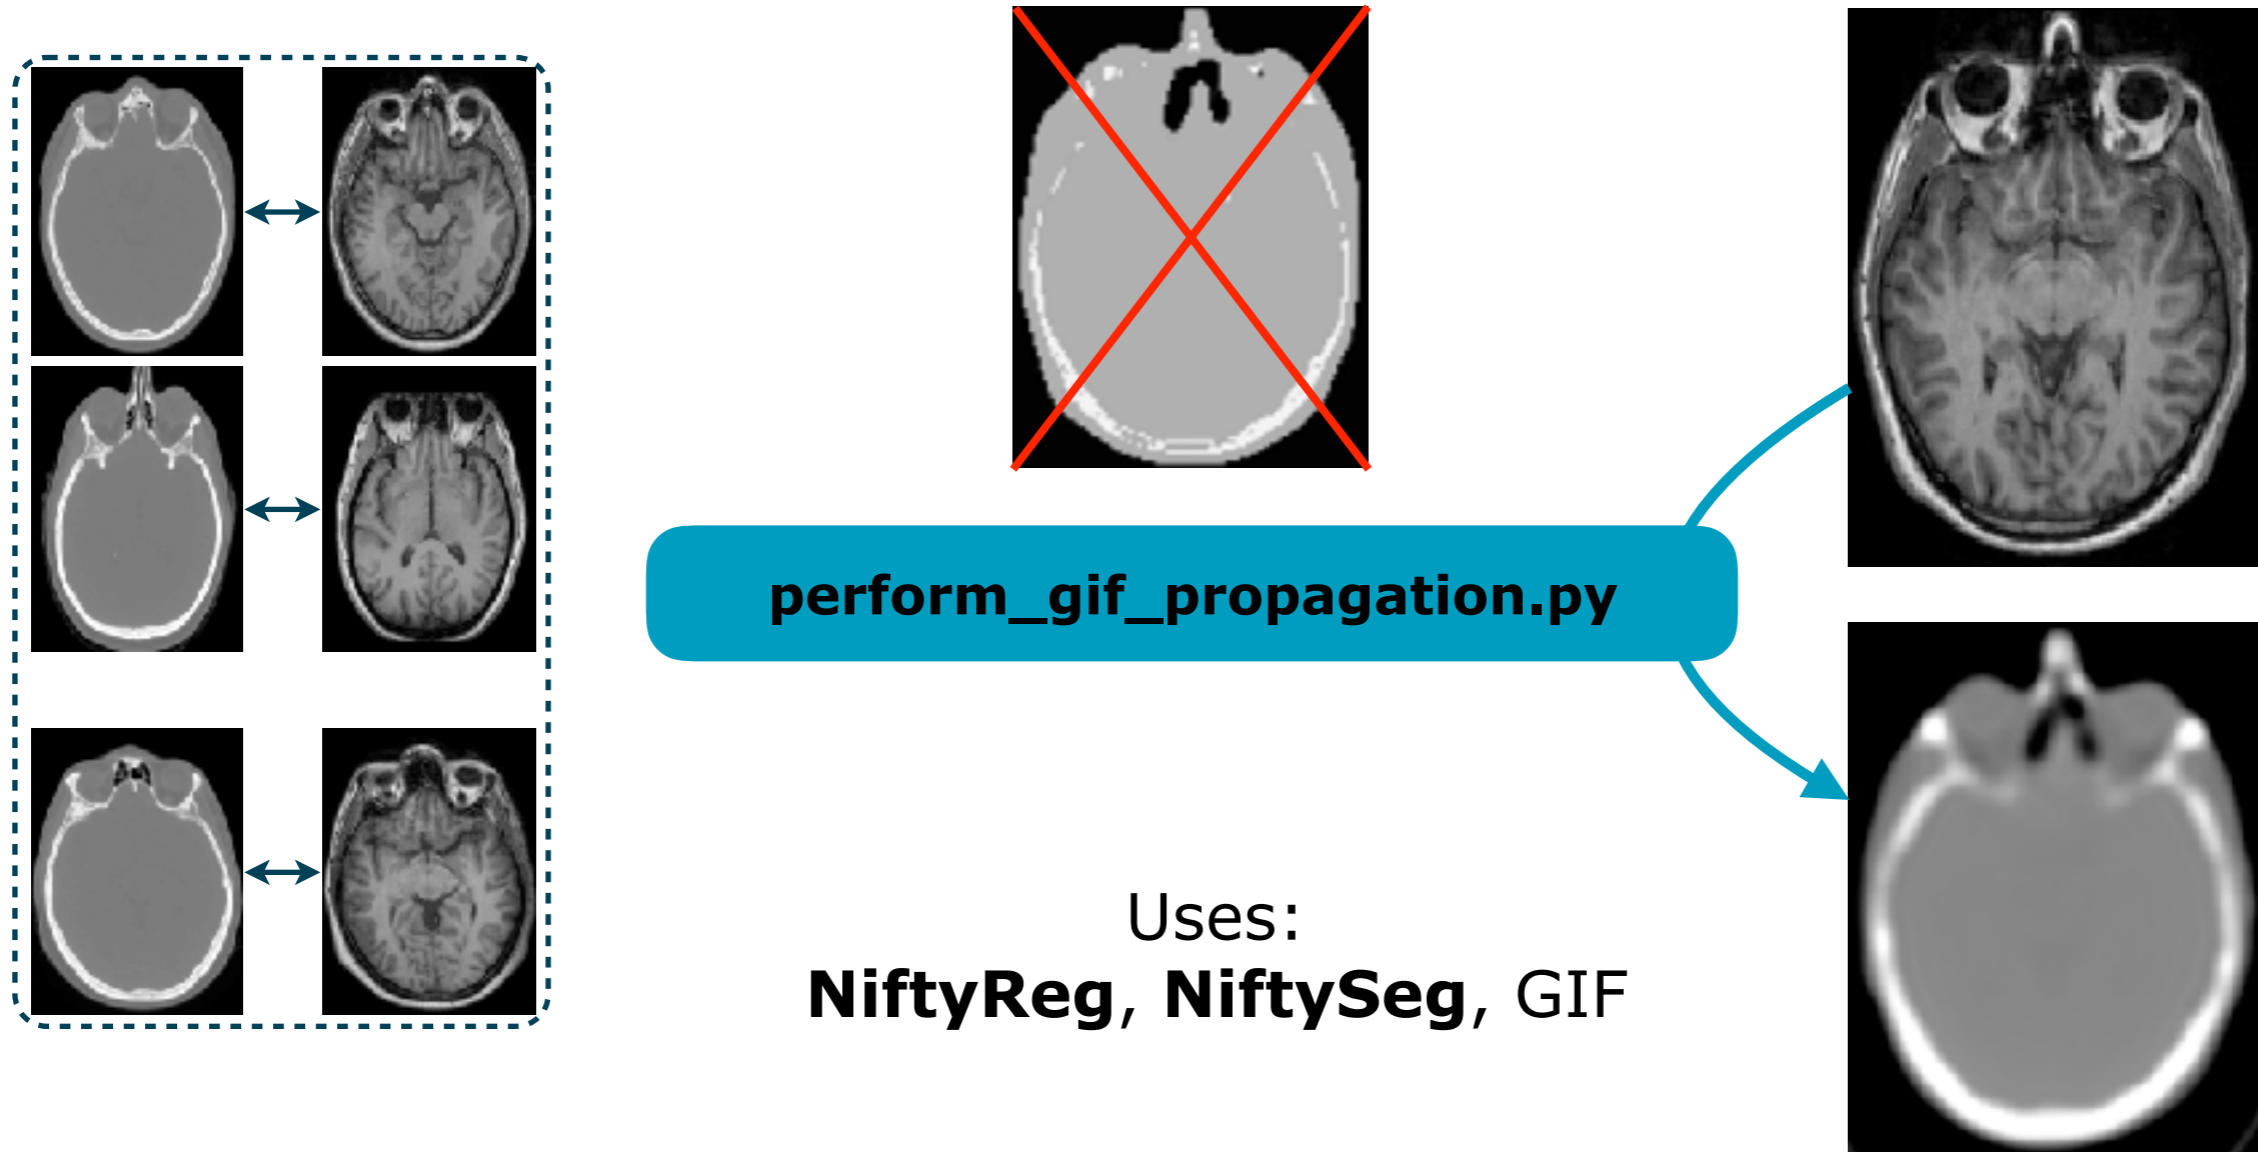 perform_gif_propagation.py
Uses:
NiftyReg, NiftySeg, GIF